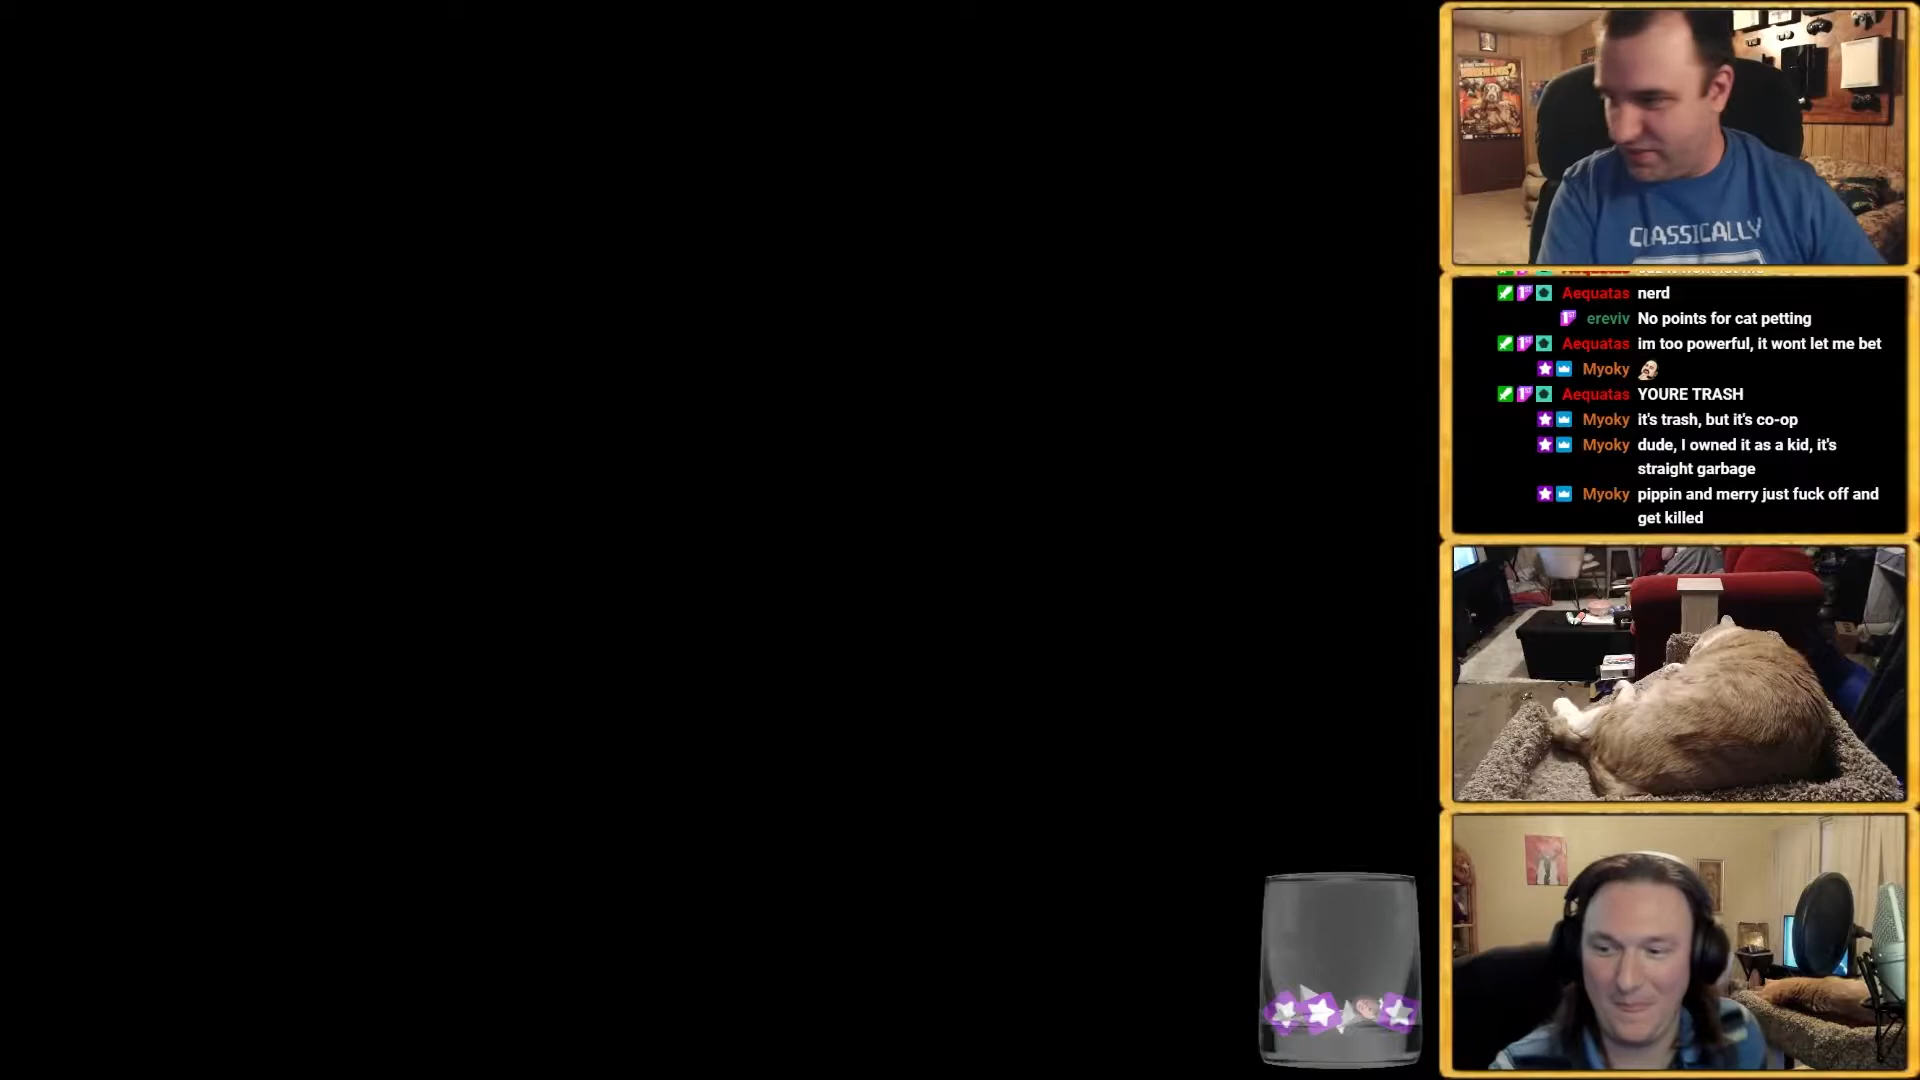 BORDERLANDS 2
CLASSICALLY
Aequatas nerd
ereviv No points for cat petting
Aequatas im too powerful, it wont let me bet
Myoky
Aequatas YOURE TRASH
Myoky it's trash, but it's co-op
Myoky dude, I owned it as a kid, it's
straight garbage
Myoky pippin and merry just fuck off and
get killed